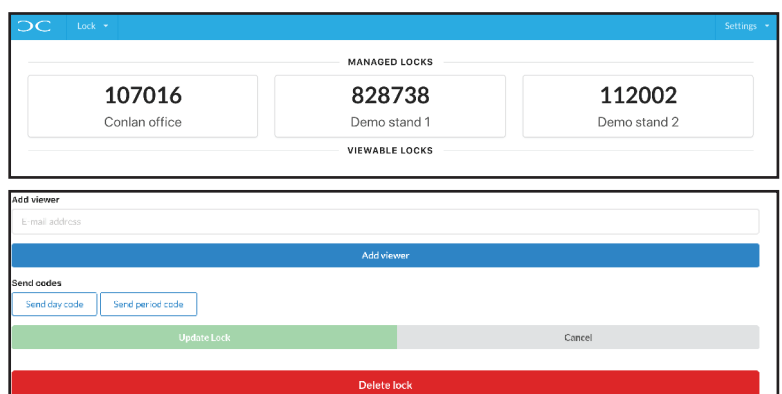 Lock
Settings
MANAGED LOCKS
107016
Conlan office
828738
Demo stand 1
112002
Demo stand 2
VIEWABLE LOCKS
Add viewer
E-mail address
Add viewer
Send codes
Send day code
Send period code
Update Lock
Cancel
Delete lock